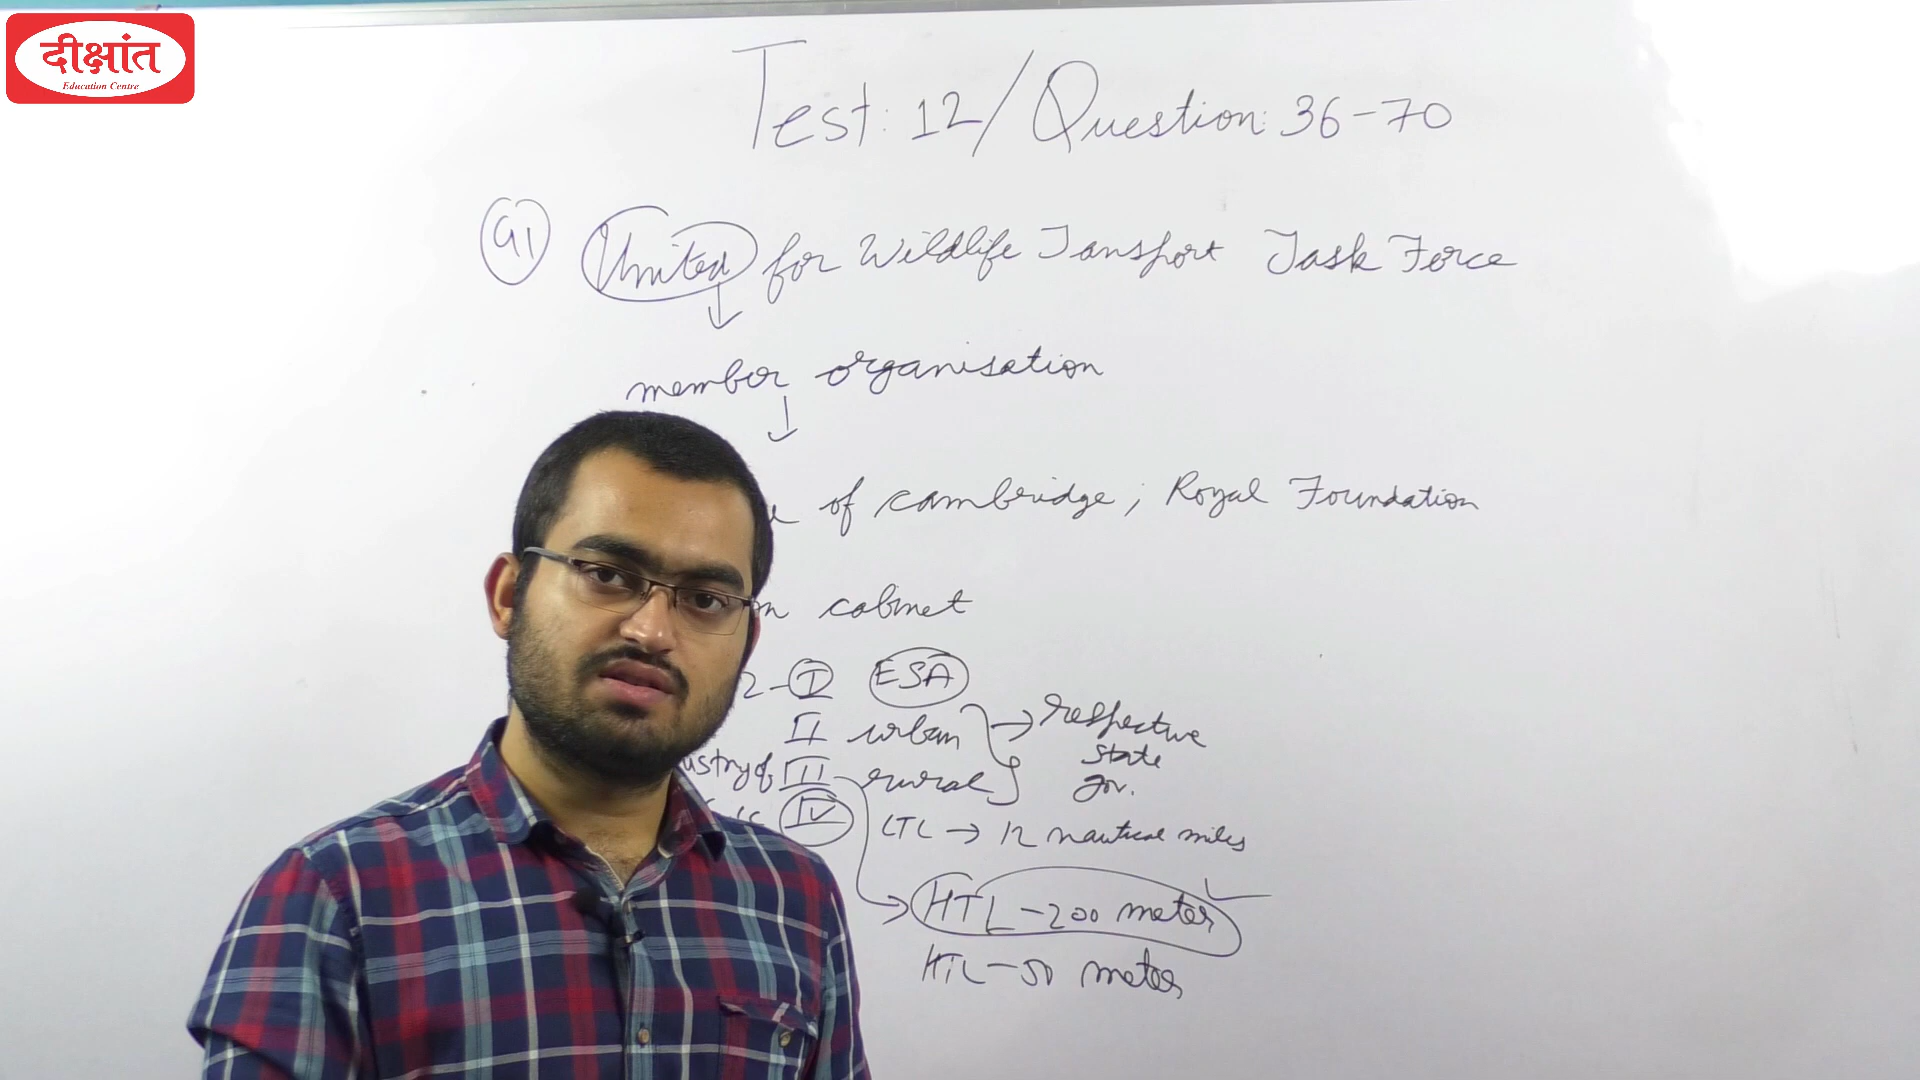 दीक्षांत
Education Centre
Test: 12/Question: 36-70
91 United for Wildlife Tansport Task Force
↓
member organisation
↓
of cambridge; Royal Foundation
cabinet
I ESA
II urban → respective
state
gov.
ustry of III rural
IV LTL → 12 nautical miles
HTL-200 meter
HTL-50 meter